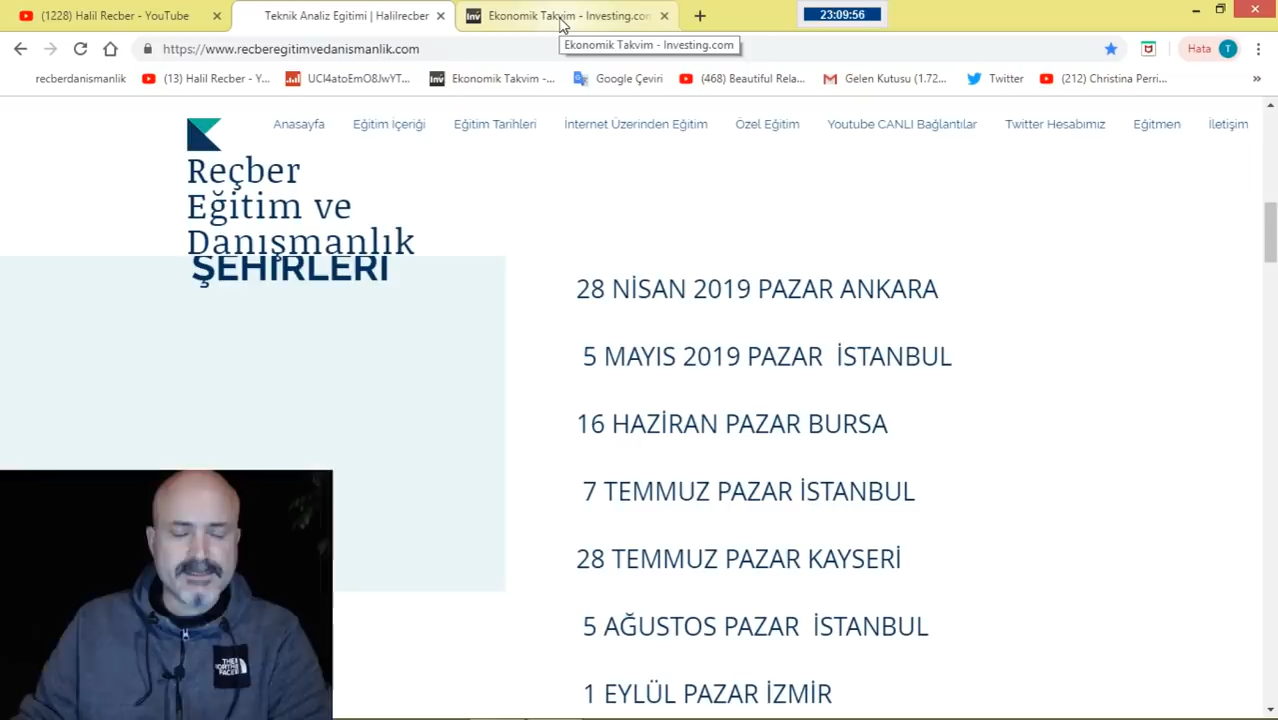 (1228) Halil Recber - YouTube
Teknik Analiz Egitimi | Halilrecber
Ekonomik Takvim - Investing.com
23:09:56
Ekonomik Takvim - Investing.com
https://www.recberegitimvedanismanlik.com
Hata
T
recberdanismanlik
(13) Halil Recber - Y...
UCI4atoEmO8JwYT...
Ekonomik Takvim -...
Google Çeviri
(468) Beautiful Rela...
Gelen Kutusu (1.72...
Twitter
(212) Christina Perri...
Anasayfa
Eğitim İçeriği
Eğitim Tarihleri
İnternet Üzerinden Eğitim
Özel Eğitim
Youtube CANLI Bağlantılar
Twitter Hesabımız
Eğitmen
İletişim
Reçber
Eğitim ve
Danışmanlık
ŞEHİRLERİ
28 NİSAN 2019 PAZAR ANKARA
5 MAYIS 2019 PAZAR İSTANBUL
16 HAZİRAN PAZAR BURSA
7 TEMMUZ PAZAR İSTANBUL
28 TEMMUZ PAZAR KAYSERİ
5 AĞUSTOS PAZAR İSTANBUL
1 EYLÜL PAZAR İZMİR
THE
NORTH
FACE